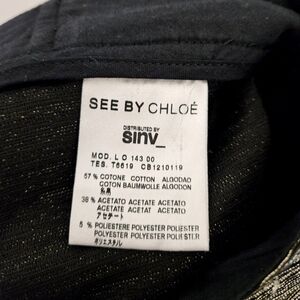 SEE BY CHLOÉ
DISTRIBUTED BY
sinv_
MOD. L O 143 00
TES. T6619 CB1210119
57 % COTONE COTTON ALGODAO
COTON BAUMWOLLE ALGODON
38 % ACETATO ACETATE ACETATO
ACETATE ACETAT ACETATO
アセテート
5 % POLIESTERE POLYESTER POLIESTER
POLYESTER POLYESTER POLIESTER
ポリエステル